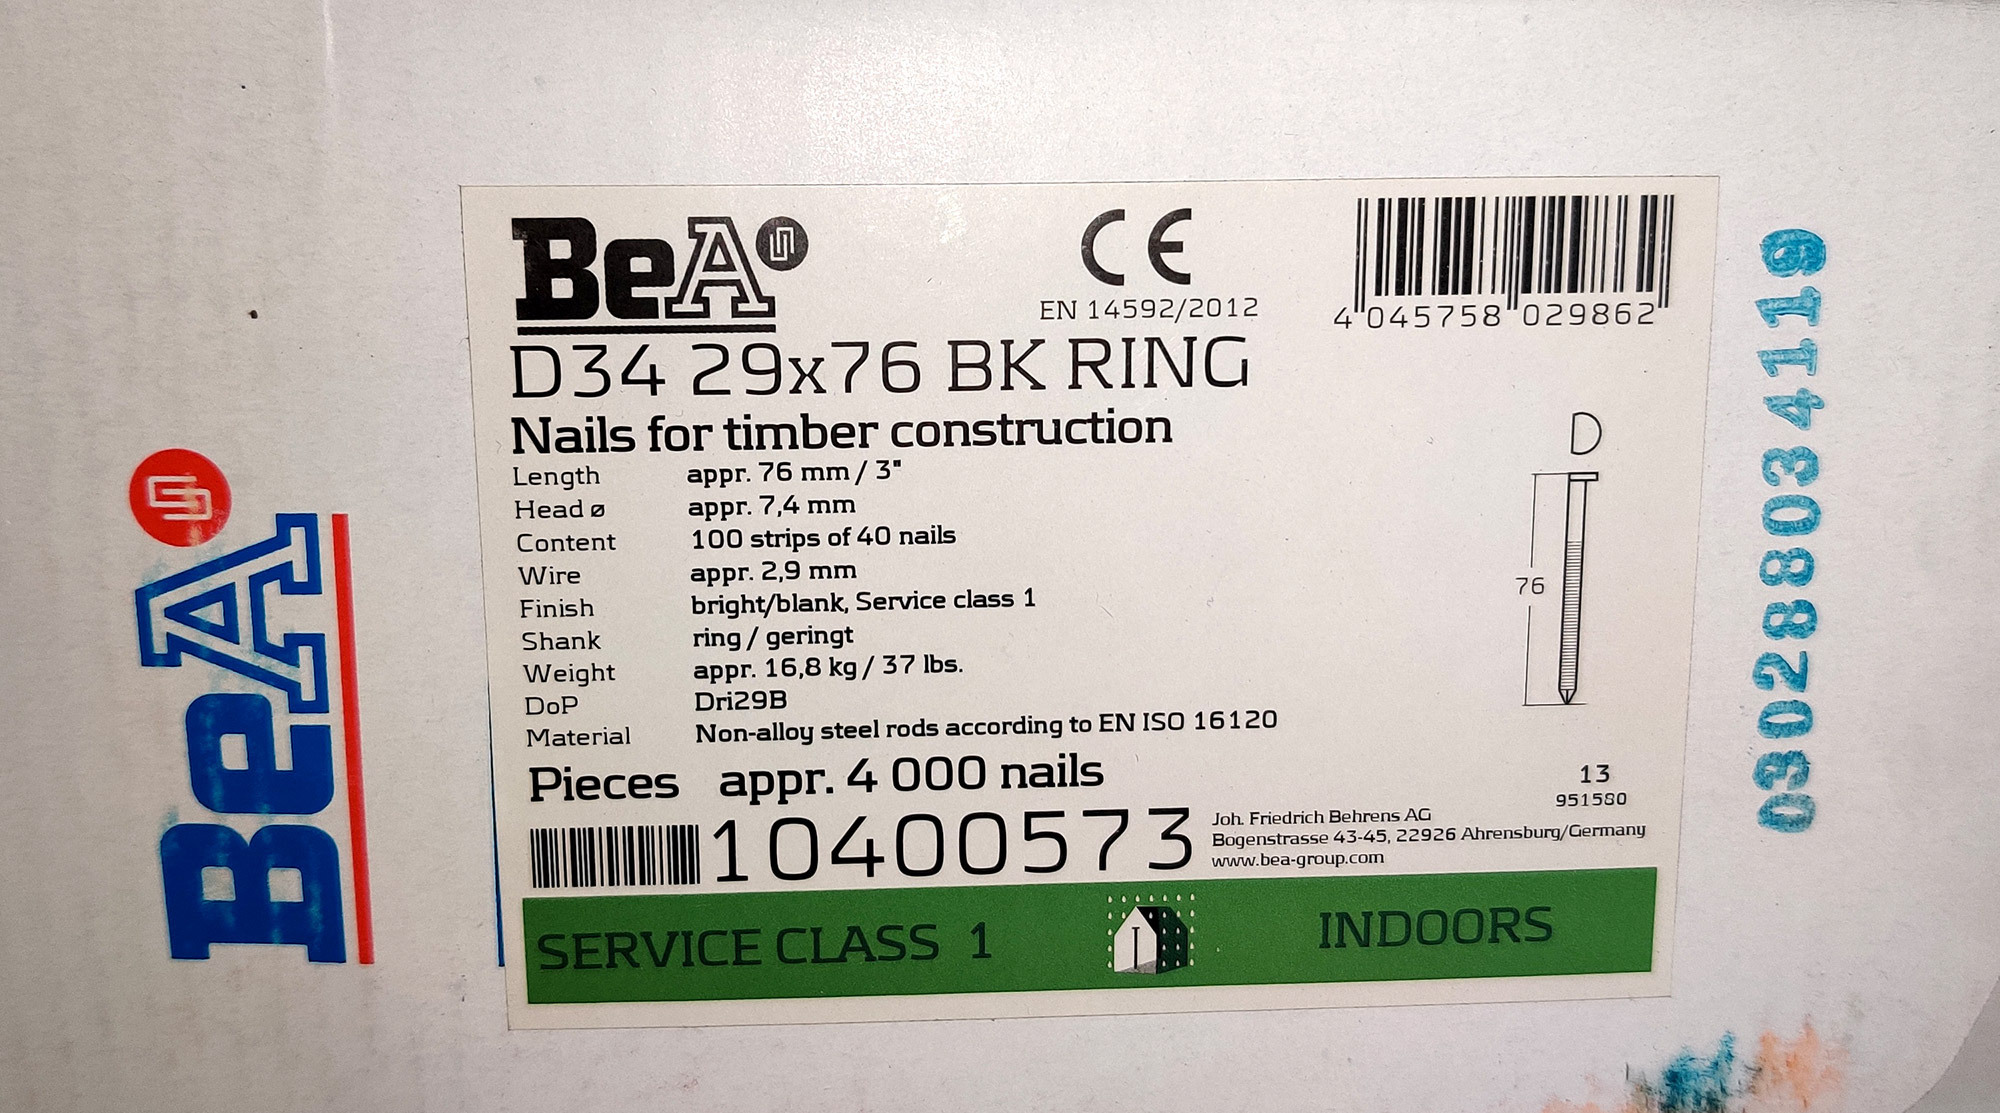 BeA
CE
EN 14592/2012
4 045758 029862
D34 29x76 BK RING
Nails for timber construction
Length appr. 76 mm / 3"
Head ø appr. 7,4 mm
Content 100 strips of 40 nails
Wire appr. 2,9 mm
Finish bright/blank, Service class 1
Shank ring / geringt
Weight appr. 16,8 kg / 37 lbs.
DoP Dri29B
Material Non-alloy steel rods according to EN ISO 16120
Pieces appr. 4 000 nails
76
13
951580
10400573
Joh. Friedrich Behrens AG
Bogenstrasse 43-45, 22926 Ahrensburg/Germany
www.bea-group.com
SERVICE CLASS 1 INDOORS
BeA
030288034119